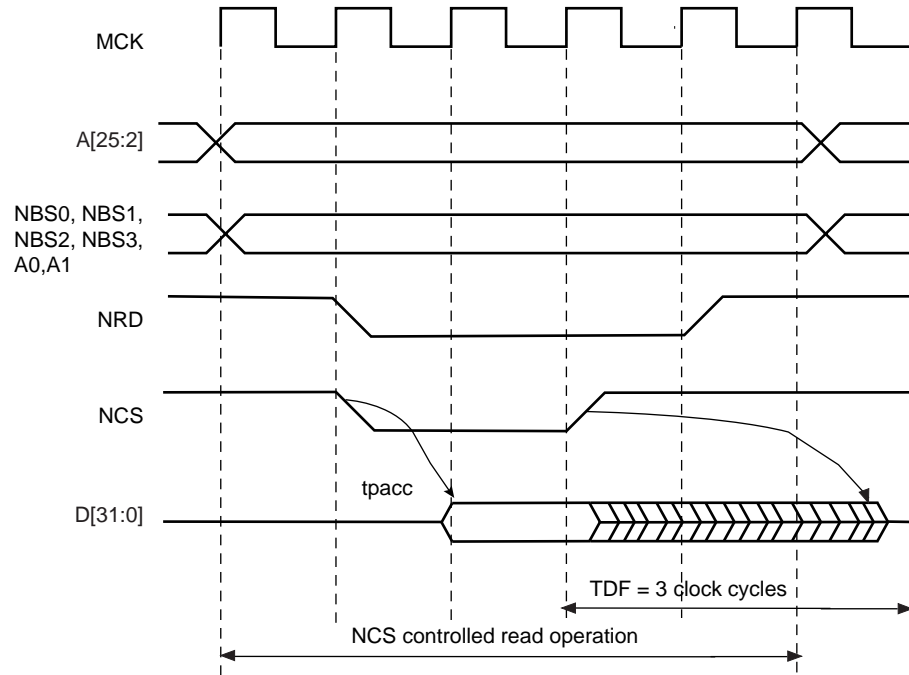 MCK
A[25:2]
NBS0, NBS1,
NBS2, NBS3,
A0,A1
NRD
NCS
tpacc
D[31:0]
TDF = 3 clock cycles
NCS controlled read operation